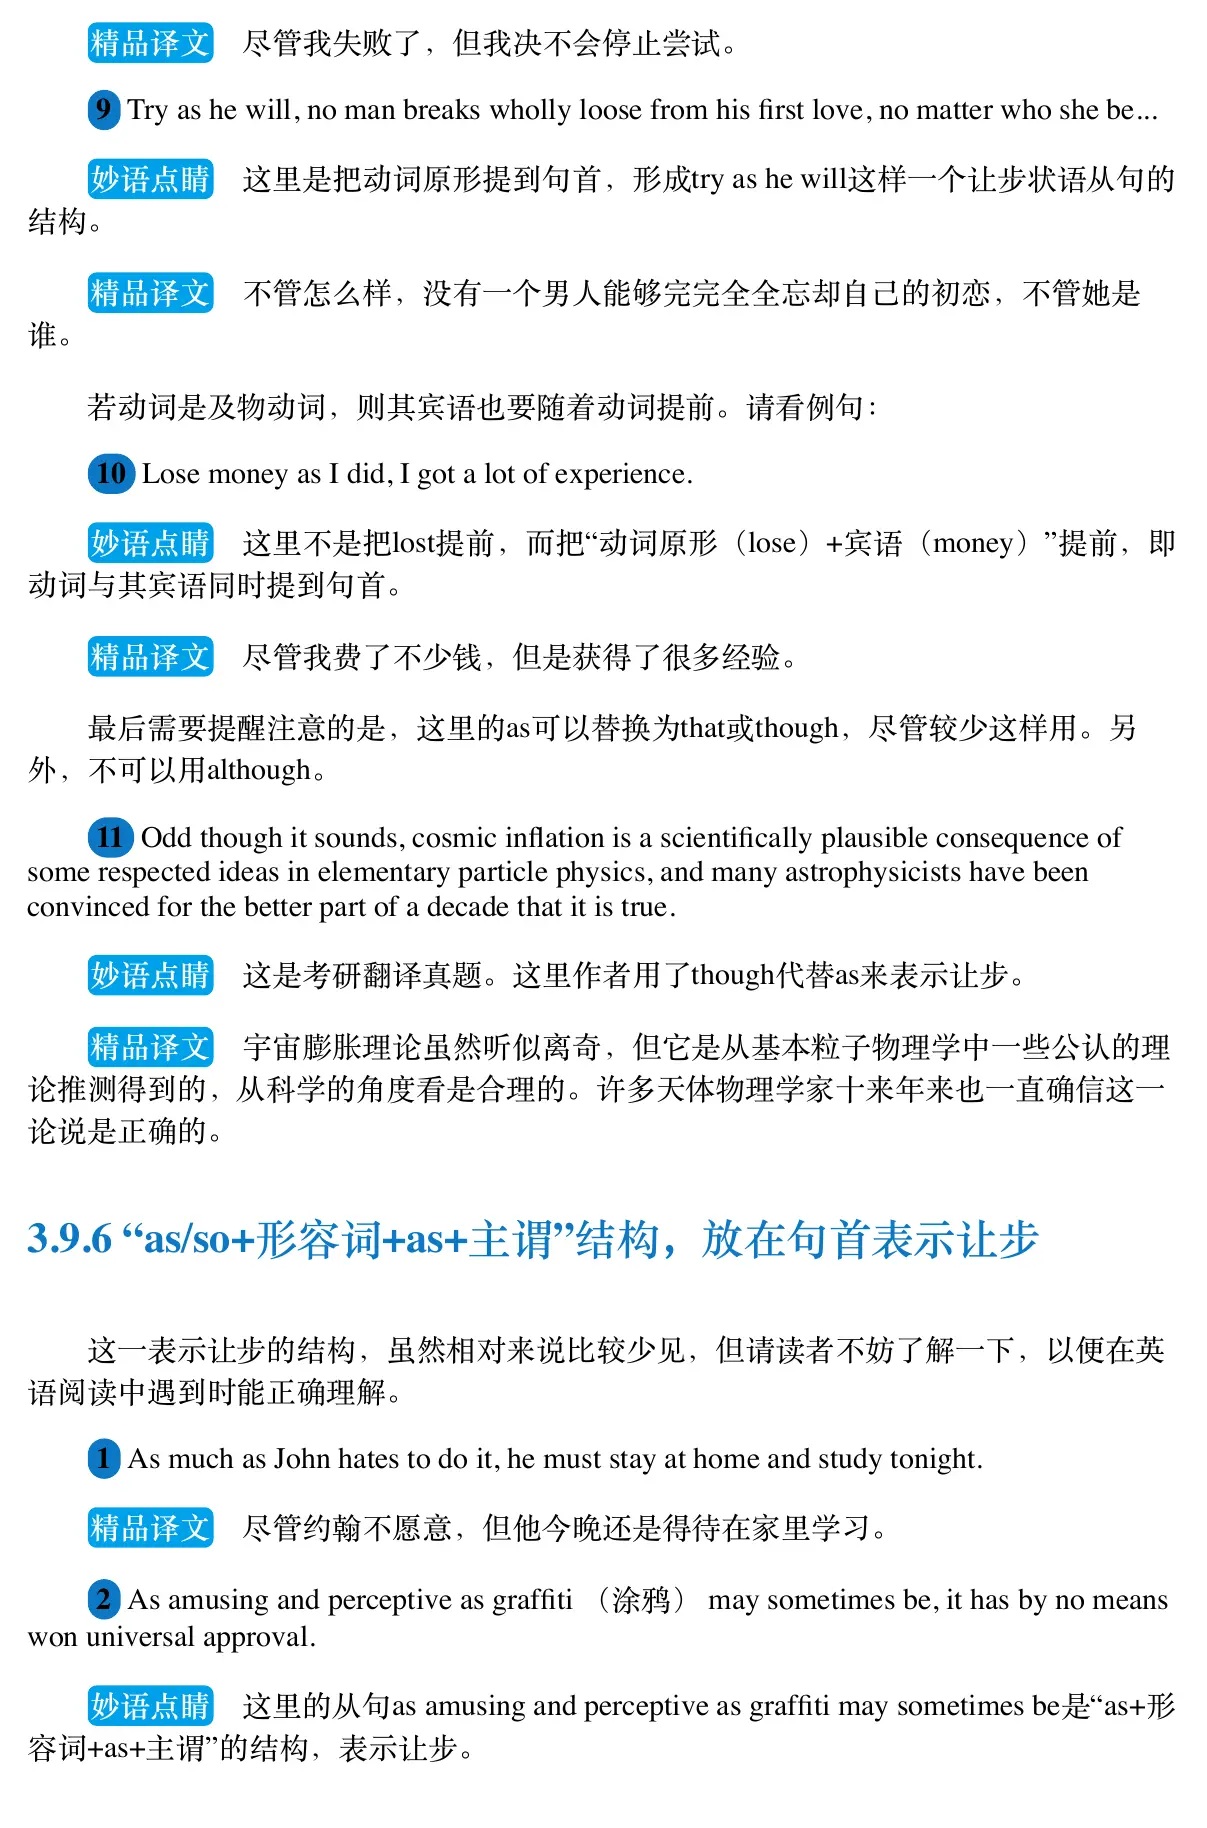 精品译文 尽管我失败了，但我决不会停止尝试。
9 Try as he will, no man breaks wholly loose from his first love, no matter who she be...
妙语点睛 这里是把动词原形提到句首，形成try as he will这样一个让步状语从句的
结构。
精品译文 不管怎么样，没有一个男人能够完完全全忘却自己的初恋，不管她是
谁。
若动词是及物动词，则其宾语也要随着动词提前。请看例句：
10 Lose money as I did, I got a lot of experience.
妙语点睛 这里不是把lost提前，而把“动词原形（lose）+宾语（money）”提前，即
动词与其宾语同时提到句首。
精品译文 尽管我费了不少钱，但是获得了很多经验。
最后需要提醒注意的是，这里的as可以替换为that或though，尽管较少这样用。另
外，不可以用although。
11 Odd though it sounds, cosmic inflation is a scientifically plausible consequence of
some respected ideas in elementary particle physics, and many astrophysicists have been
convinced for the better part of a decade that it is true.
妙语点睛 这是考研翻译真题。这里作者用了though代替as来表示让步。
精品译文 宇宙膨胀理论虽然听似离奇，但它是从基本粒子物理学中一些公认的理
论推测得到的，从科学的角度看是合理的。许多天体物理学家十来年来也一直确信这一
论说是正确的。
3.9.6 “as/so+形容词+as+主谓”结构，放在句首表示让步
这一表示让步的结构，虽然相对来说比较少见，但请读者不妨了解一下，以便在英
语阅读中遇到时能正确理解。
1 As much as John hates to do it, he must stay at home and study tonight.
精品译文 尽管约翰不愿意，但他今晚还是得待在家里学习。
2 As amusing and perceptive as graffiti （涂鸦） may sometimes be, it has by no means
won universal approval.
妙语点睛 这里的从句as amusing and perceptive as graffiti may sometimes be是“as+形
容词+as+主谓”的结构，表示让步。